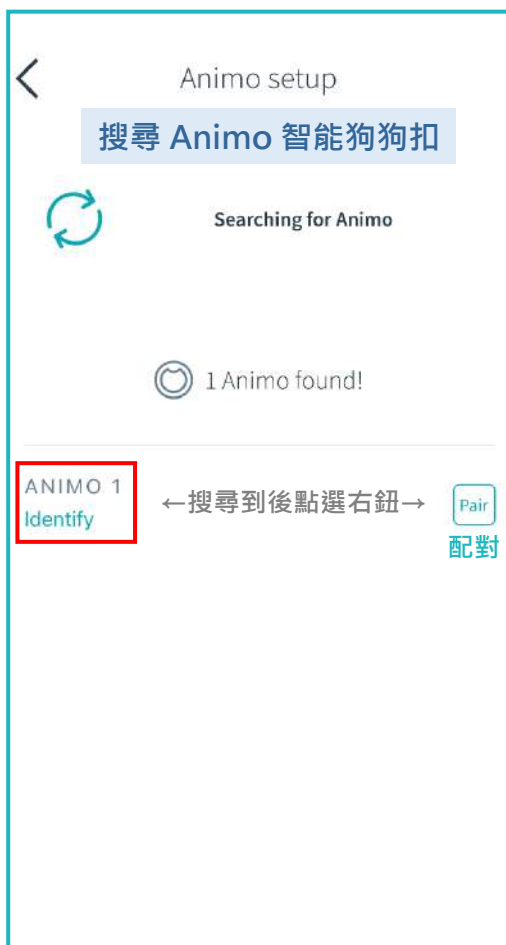 Animo setup
搜尋 Animo 智能狗狗扣
Searching for Animo
1 Animo found!
ANIMO 1
Identify
←搜尋到後點選右鈕→
Pair
配對